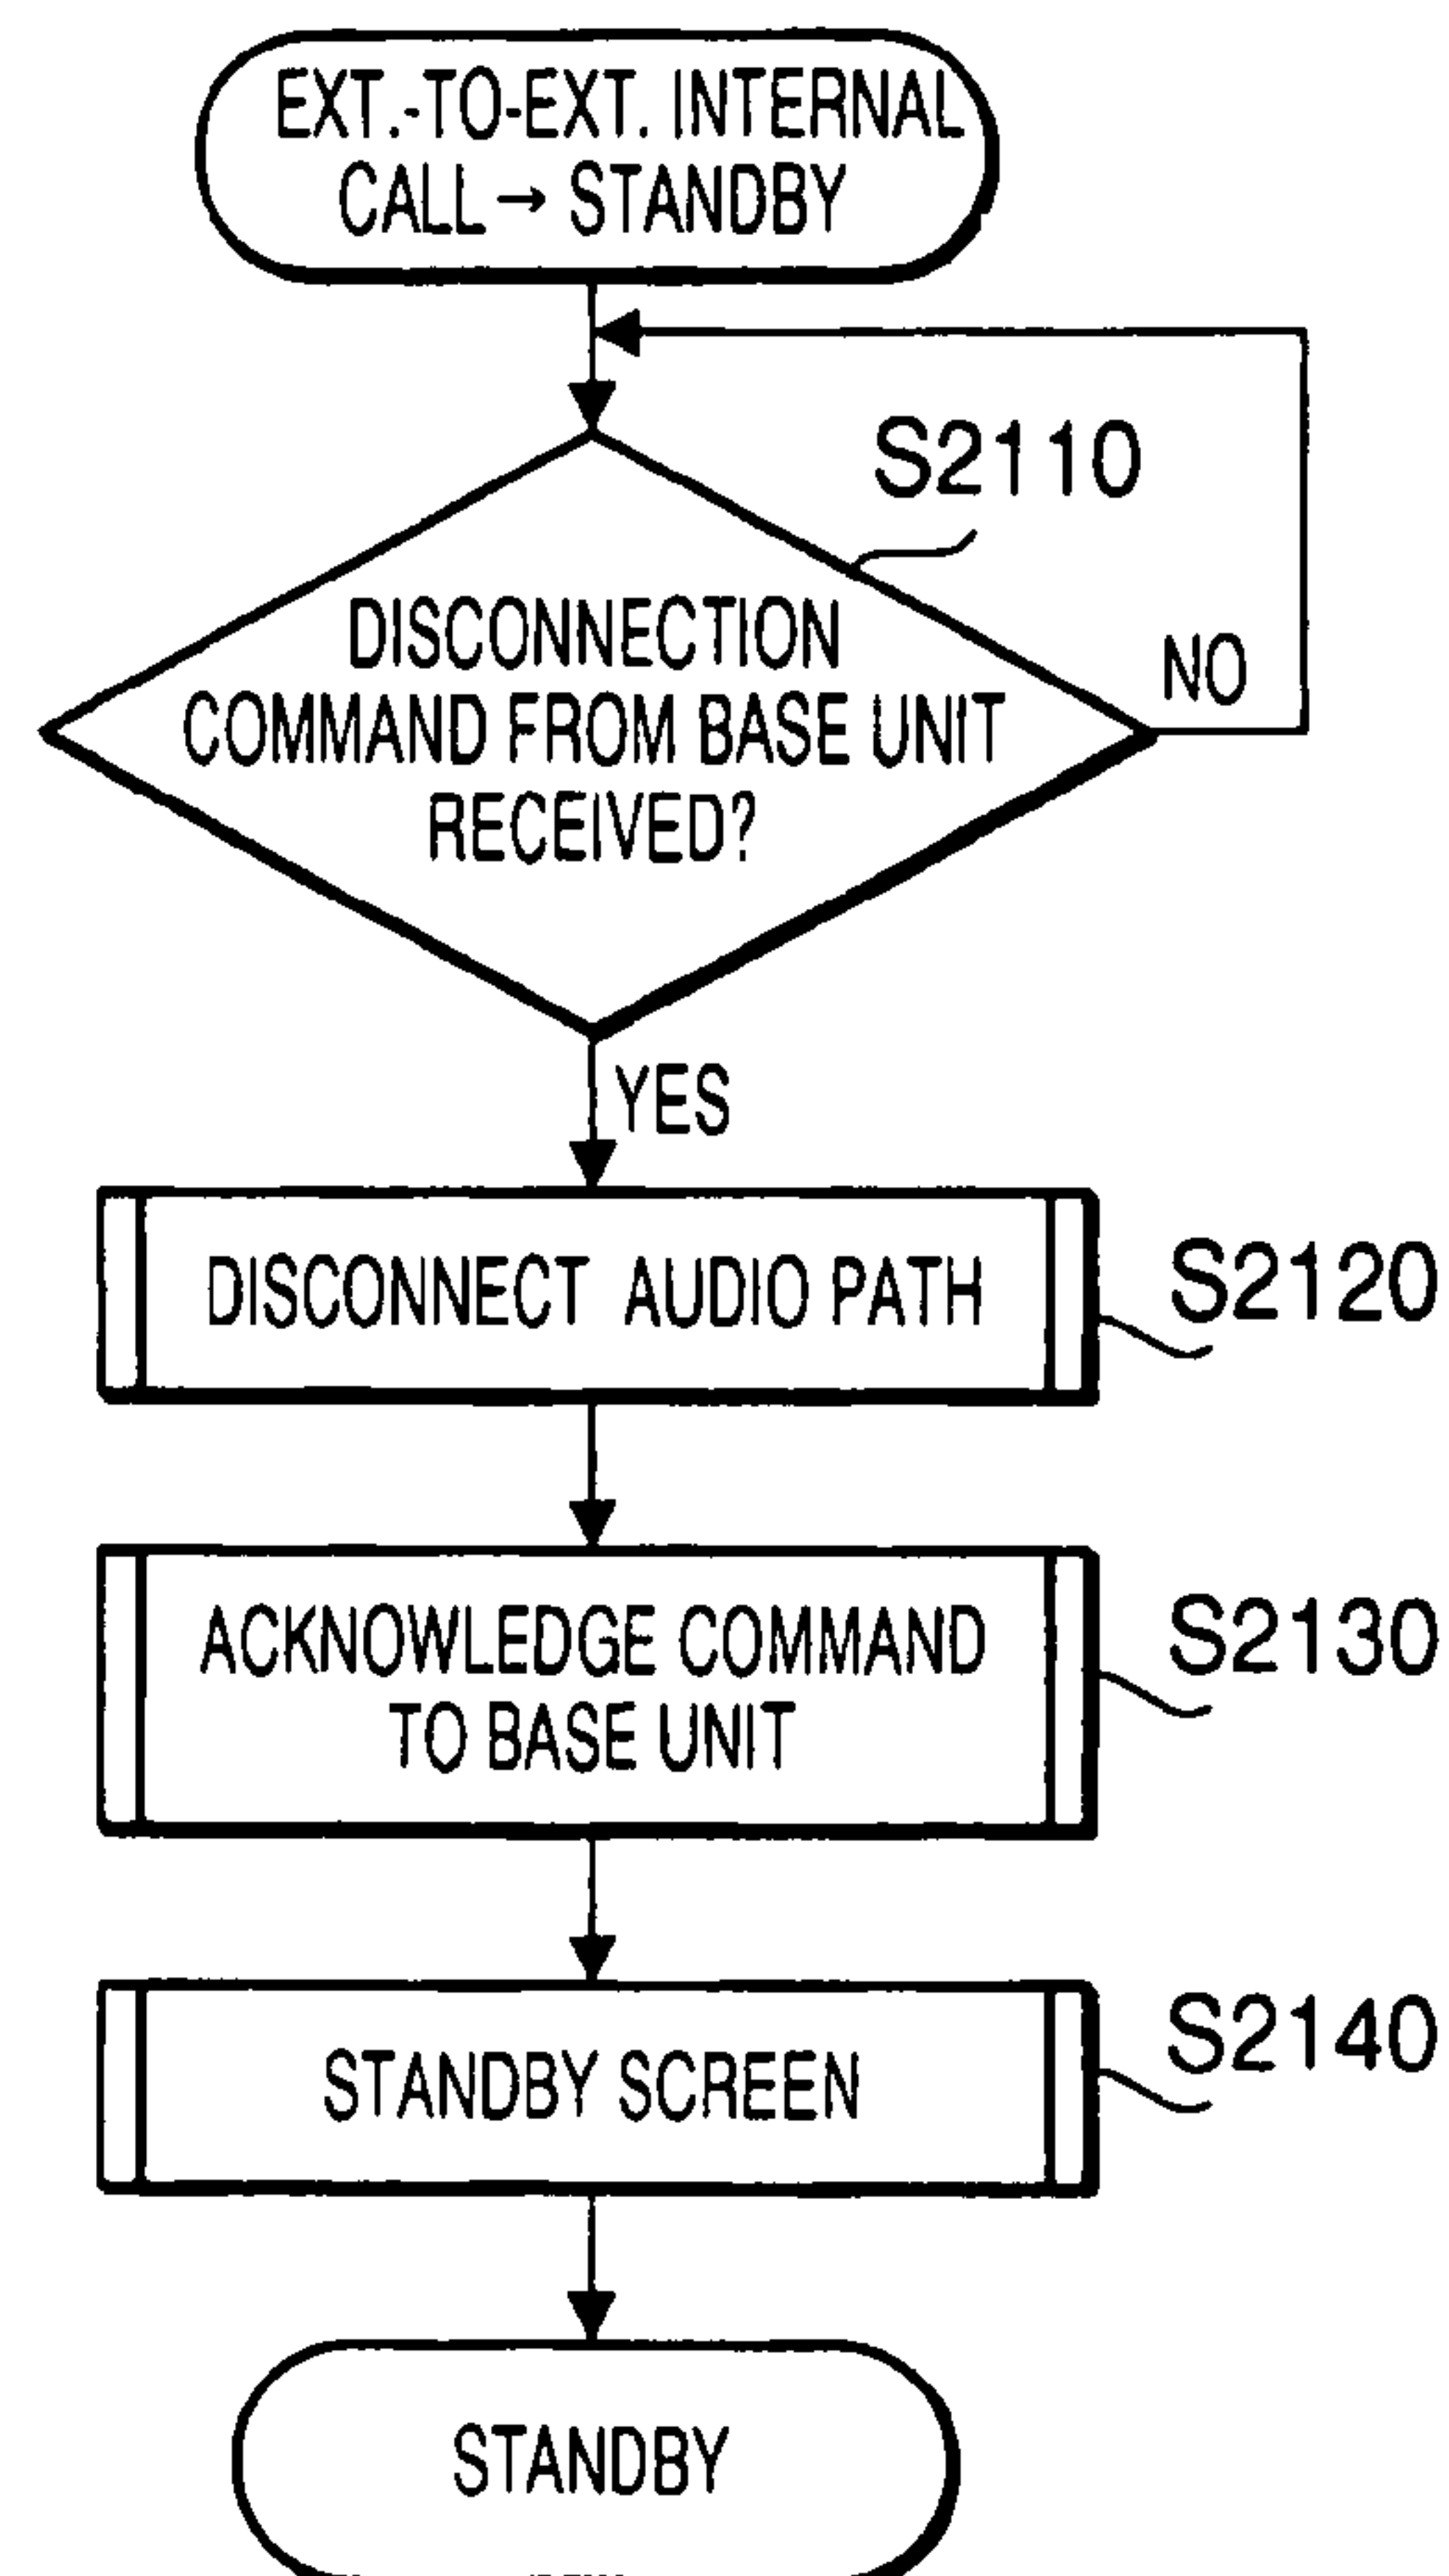 EXT.-TO-EXT. INTERNAL
CALL → STANDBY
S2110
DISCONNECTION
COMMAND FROM BASE UNIT
RECEIVED?
NO
YES
DISCONNECT AUDIO PATH
S2120
ACKNOWLEDGE COMMAND
TO BASE UNIT
S2130
STANDBY SCREEN
S2140
STANDBY